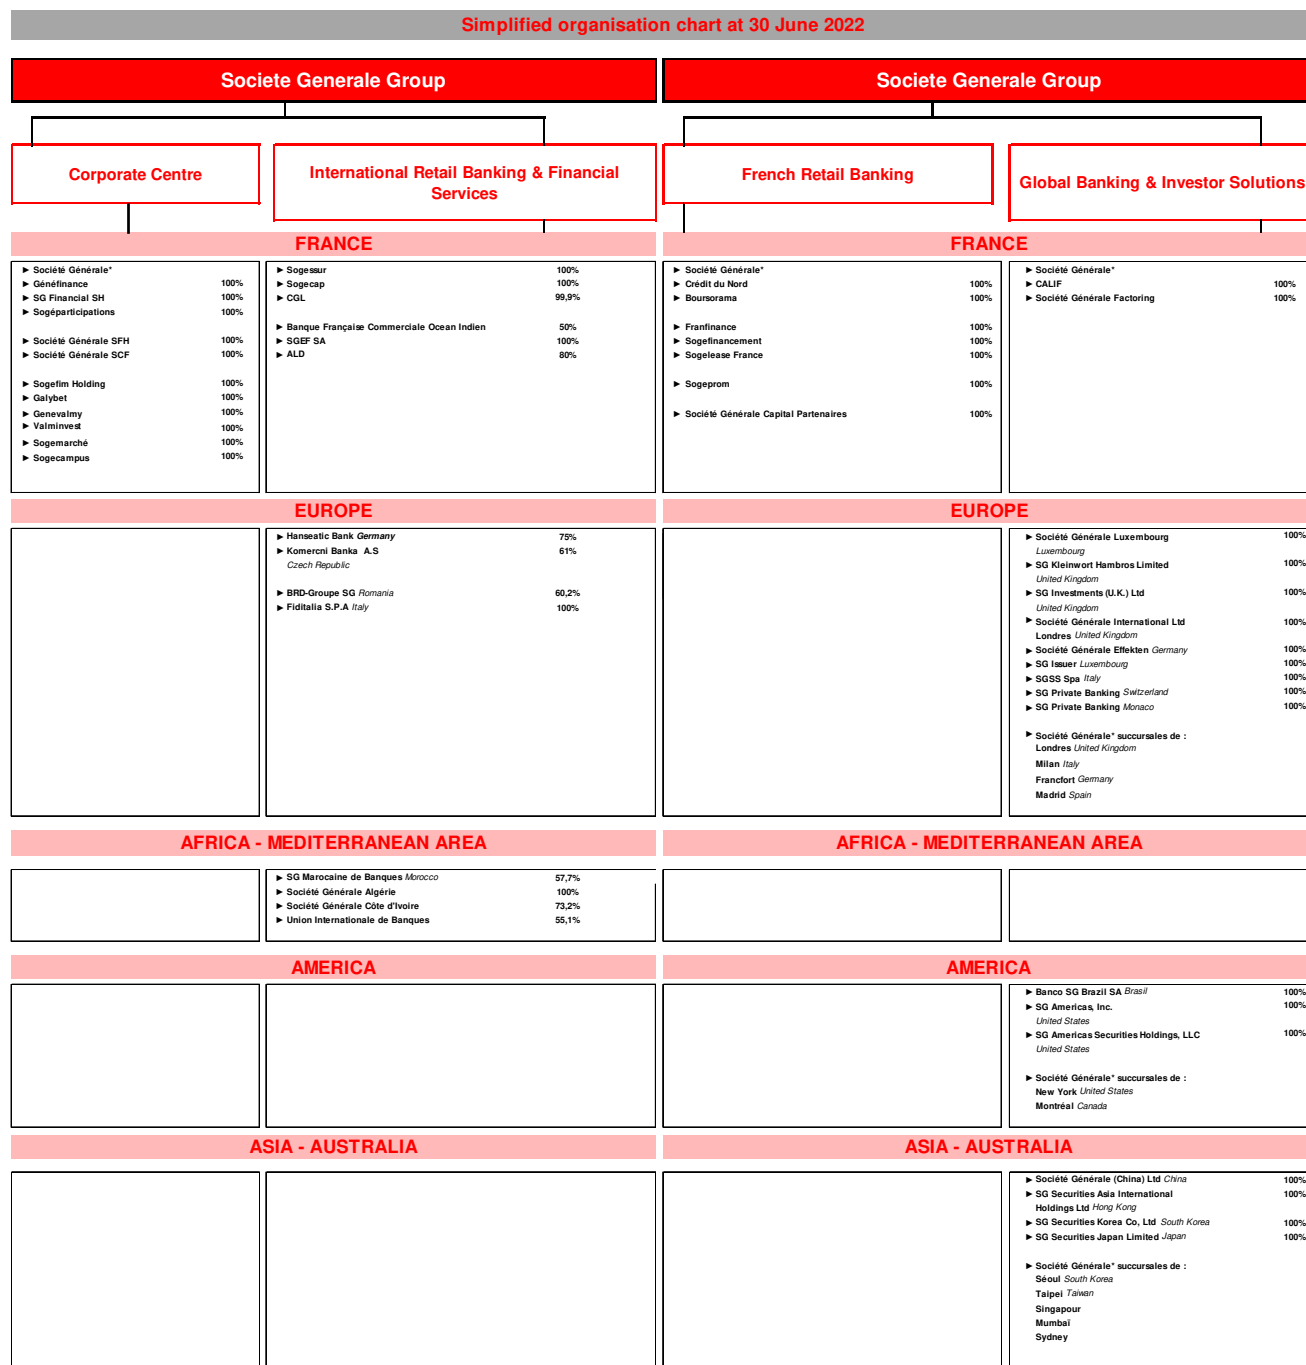 Simplified organisation chart at 30 June 2022
Societe Generale Group
Societe Generale Group
Corporate Centre
International Retail Banking & Financial
Services
French Retail Banking
Global Banking & Investor Solutions
FRANCE
FRANCE
► Société Générale*
► Généfinance 100%
► SG Financial SH 100%
► Sogéparticipations 100%
► Société Générale SFH 100%
► Société Générale SCF 100%
► Sogefim Holding 100%
► Galybet 100%
► Genevalmy 100%
► Valminvest 100%
► Sogemarché 100%
► Sogecampus 100%
► Sogessur 100%
► Sogecap 100%
► CGL 99,9%
► Banque Française Commerciale Ocean Indien 50%
► SGEF SA 100%
► ALD 80%
► Société Générale*
► Crédit du Nord 100%
► Boursorama 100%
► Franfinance 100%
► Sogefinancement 100%
► Sogelease France 100%
► Sogeprom 100%
► Société Générale Capital Partenaires 100%
► Société Générale*
► CALIF 100%
► Société Générale Factoring 100%
EUROPE
EUROPE
► Hanseatic Bank Germany 75%
► Komercni Banka A.S 61%
Czech Republic
► BRD-Groupe SG Romania 60,2%
► Fiditalia S.P.A Italy 100%
► Société Générale Luxembourg 100%
Luxembourg
► SG Kleinwort Hambros Limited 100%
United Kingdom
► SG Investments (U.K.) Ltd 100%
United Kingdom
► Société Générale International Ltd 100%
Londres United Kingdom
► Société Générale Effekten Germany 100%
► SG Issuer Luxembourg 100%
► SGSS Spa Italy 100%
► SG Private Banking Switzerland 100%
► SG Private Banking Monaco 100%
► Société Générale* succursales de :
Londres United Kingdom
Milan Italy
Francfort Germany
Madrid Spain
AFRICA - MEDITERRANEAN AREA
AFRICA - MEDITERRANEAN AREA
► SG Marocaine de Banques Morocco 57,7%
► Société Générale Algérie 100%
► Société Générale Côte d'Ivoire 73,2%
► Union Internationale de Banques 55,1%
AMERICA
AMERICA
► Banco SG Brazil SA Brasil 100%
► SG Americas, Inc. 100%
United States
► SG Americas Securities Holdings, LLC 100%
United States
► Société Générale* succursales de :
New York United States
Montréal Canada
ASIA - AUSTRALIA
ASIA - AUSTRALIA
► Société Générale (China) Ltd China 100%
► SG Securities Asia International 100%
Holdings Ltd Hong Kong
► SG Securities Korea Co, Ltd South Korea 100%
► SG Securities Japan Limited Japan 100%
► Société Générale* succursales de :
Séoul South Korea
Taipei Taiwan
Singapour
Mumbaï
Sydney